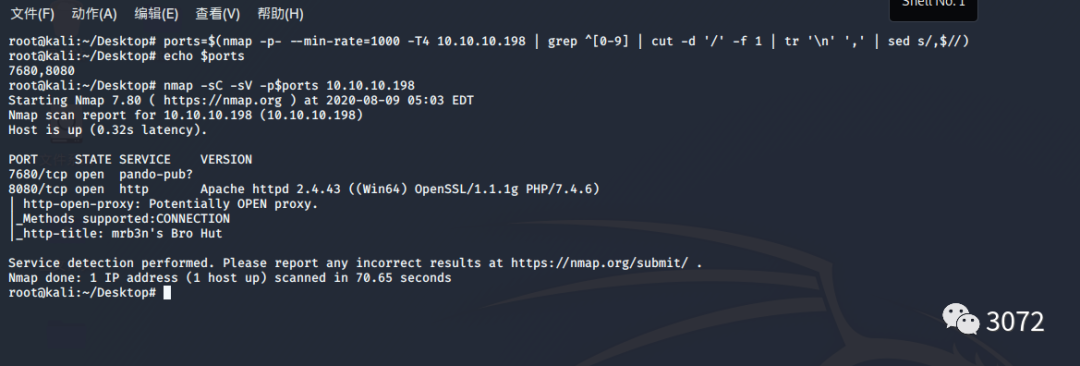 Shell No. 1
文件(F) 动作(A) 编辑(E) 查看(V) 帮助(H)
root@kali:~/Desktop# ports=$(nmap -p- --min-rate=1000 -T4 10.10.10.198 | grep ^[0-9] | cut -d '/' -f 1 | tr '\n' ',' | sed s/,$//)
root@kali:~/Desktop# echo $ports
7680,8080
root@kali:~/Desktop# nmap -sC -sV -p$ports 10.10.10.198
Starting Nmap 7.80 ( https://nmap.org ) at 2020-08-09 05:03 EDT
Nmap scan report for 10.10.10.198 (10.10.10.198)
Host is up (0.32s latency).
PORT     STATE SERVICE    VERSION
7680/tcp open  pando-pub?
8080/tcp open  http       Apache httpd 2.4.43 ((Win64) OpenSSL/1.1.1g PHP/7.4.6)
| http-open-proxy: Potentially OPEN proxy.
|_Methods supported:CONNECTION
|_http-title: mrb3n's Bro Hut
Service detection performed. Please report any incorrect results at https://nmap.org/submit/ .
Nmap done: 1 IP address (1 host up) scanned in 70.65 seconds
root@kali:~/Desktop#
3072